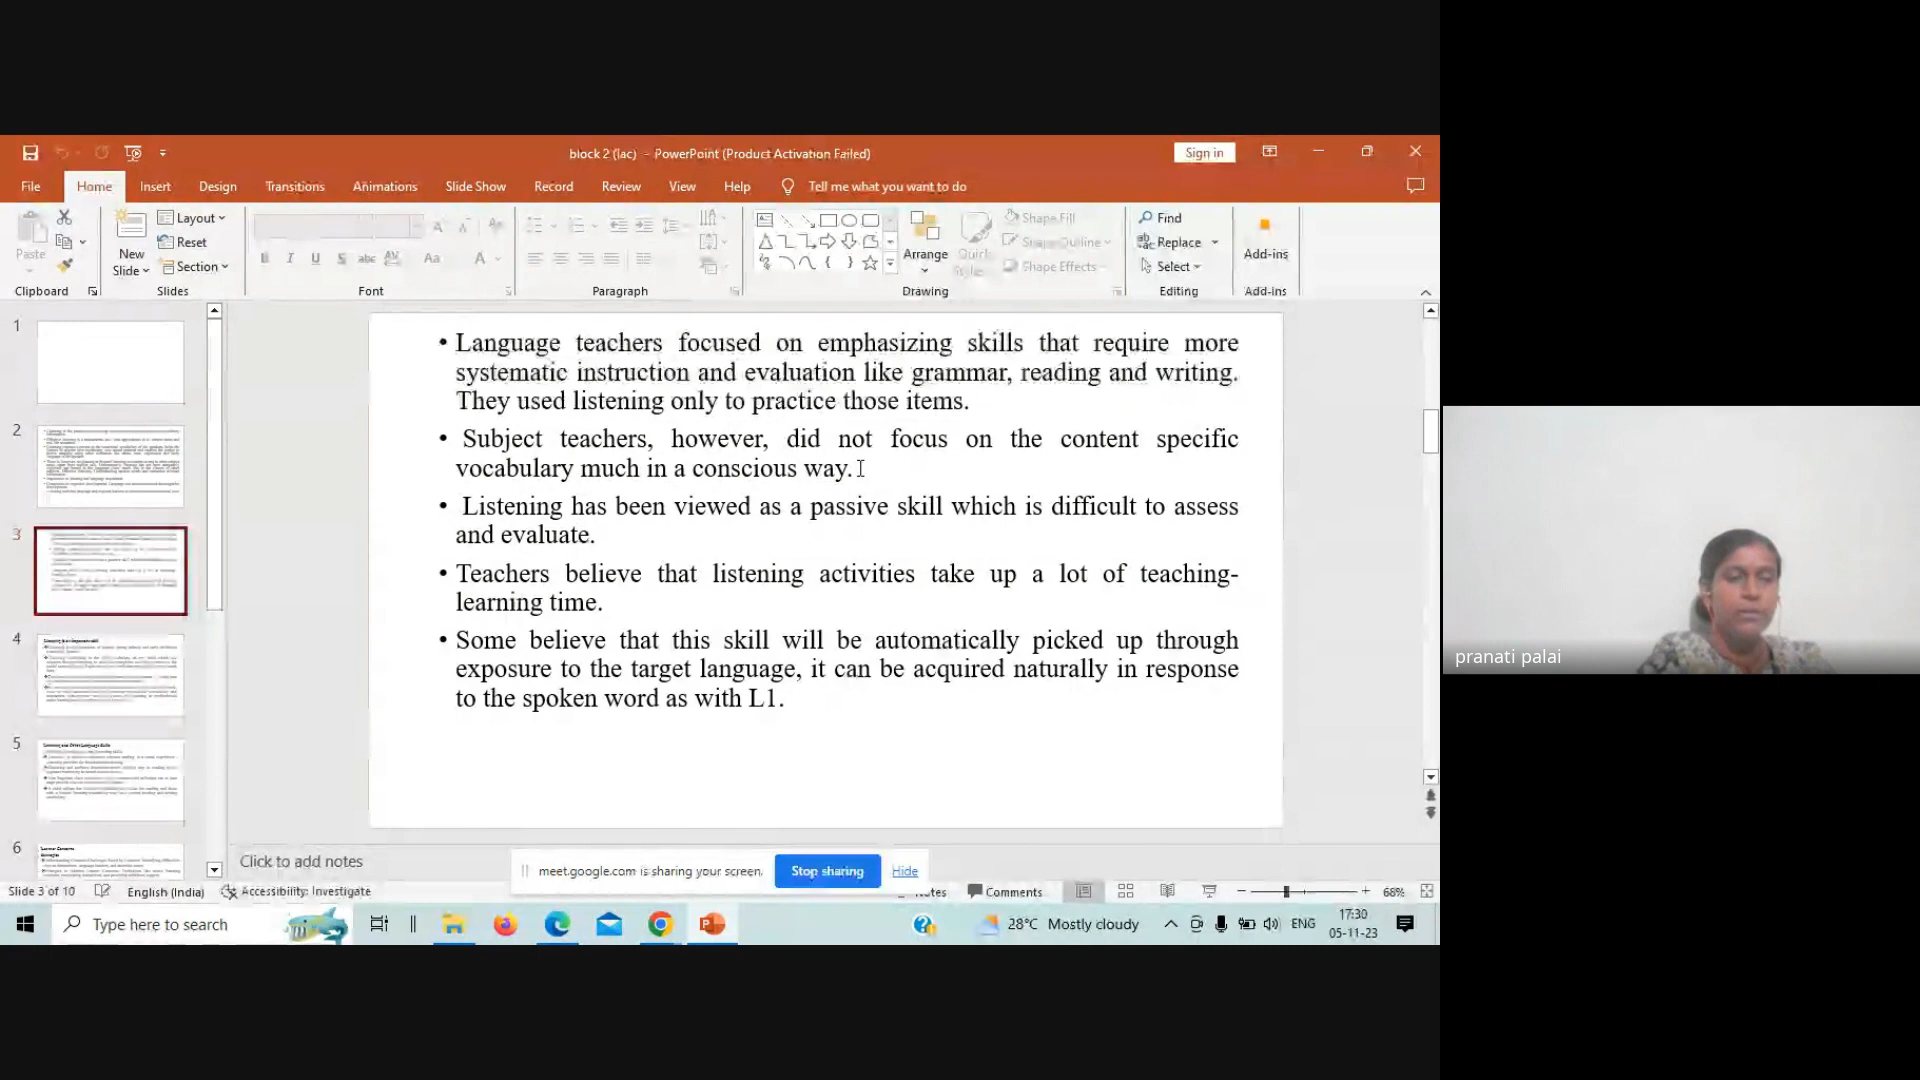 block 2 (lac) – PowerPoint (Product Activation Failed)
Sign in
File Home Insert Design Transitions Animations Slide Show Record Review View Help Tell me what you want to do
Paste
New Slide
Layout
Reset
Section
Arrange
Quick Styles
Shape Fill
Shape Outline
Shape Effects
Find
Replace
Select
Add-ins
Clipboard Slides Font Paragraph Drawing Editing Add-ins
1
2
3
4
5
6
• Language teachers focused on emphasizing skills that require more
systematic instruction and evaluation like grammar, reading and writing.
They used listening only to practice those items.
• Subject teachers, however, did not focus on the content specific
vocabulary much in a conscious way.
• Listening has been viewed as a passive skill which is difficult to assess
and evaluate.
• Teachers believe that listening activities take up a lot of teaching-
learning time.
• Some believe that this skill will be automatically picked up through
exposure to the target language, it can be acquired naturally in response
to the spoken word as with L1.
pranati palai
Click to add notes
meet.google.com is sharing your screen. Stop sharing Hide
Slide 3 of 10 English (India) Accessibility: Investigate Comments 68%
Type here to search 28°C Mostly cloudy ENG 17:30
05-11-23